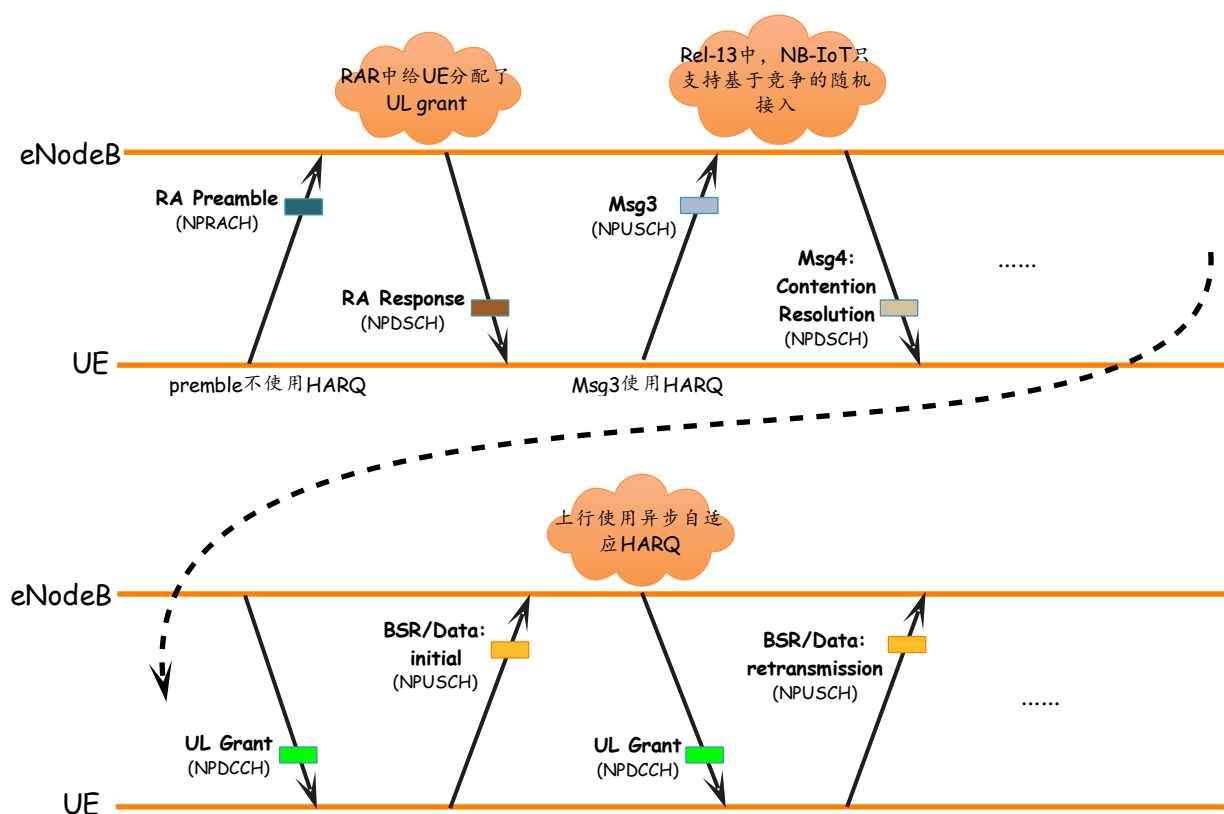 RAR中给UE分配了
UL grant
Rel-13中，NB-IoT只
支持基于竞争的随机
接入
eNodeB
RA Preamble
(NPRACH)
RA Response
(NPDSCH)
Msg3
(NPUSCH)
Msg4:
Contention
Resolution
(NPDSCH)
……
UE
premble不使用HARQ
Msg3使用HARQ
上行使用异步自适
应HARQ
eNodeB
UL Grant
(NPDCCH)
BSR/Data:
initial
(NPUSCH)
UL Grant
(NPDCCH)
BSR/Data:
retransmission
(NPUSCH)
……
UE